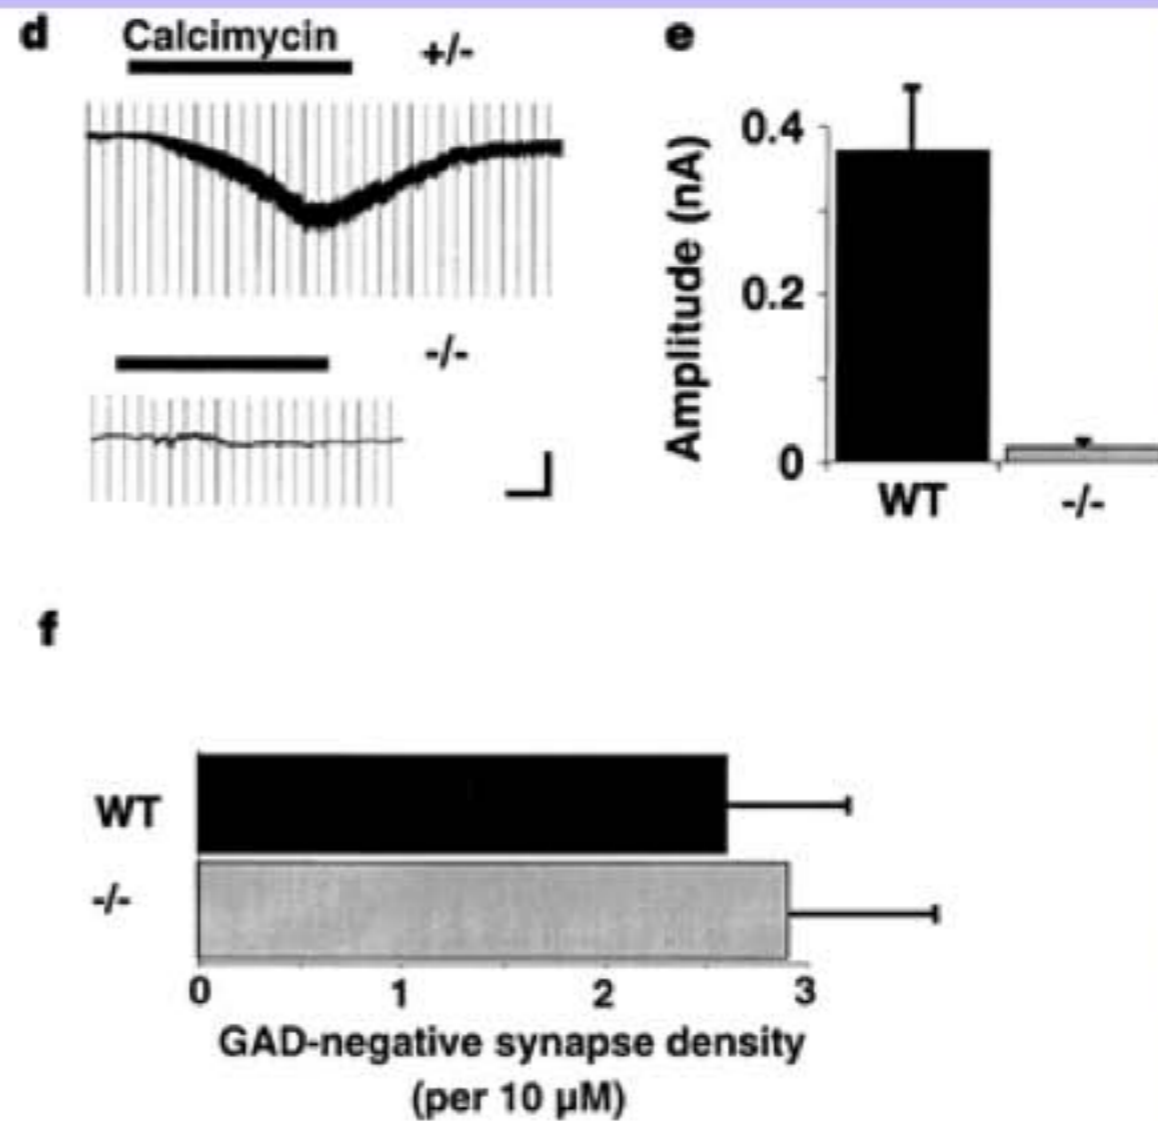 d
Calcimycin
+/-
-/-
e
Amplitude (nA)
0.4
0.2
0
WT
-/-
f
WT
-/-
0 1 2 3
GAD-negative synapse density
(per 10 µM)